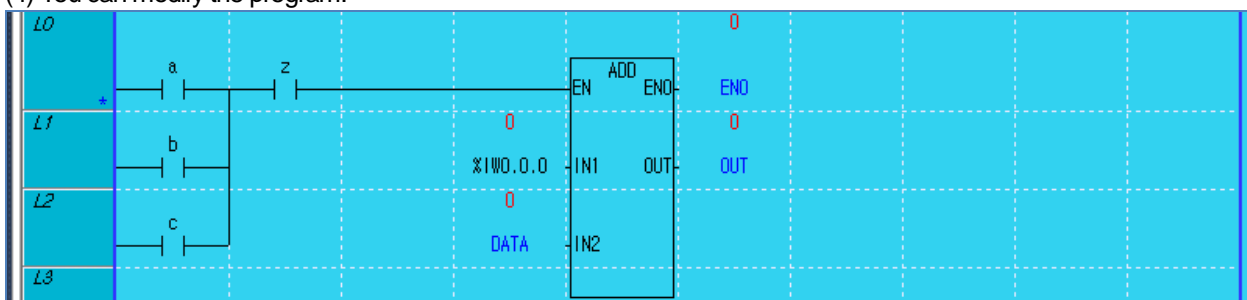 (4) You can modify the program.
L0 0
a z ADD
EN ENO ENO
*
L1 0 0
b
%IW0.0.0 IN1 OUT OUT
L2 0
c
DATA IN2
L3